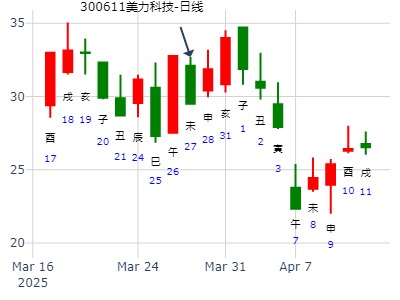 300611美力科技-日线
35
30
25
20
酉
17
戌
18
亥
19
子
20
丑
21
辰
24
巳
25
午
26
未
27
申
28
亥
31
子
1
丑
2
寅
3
午
7
未
8
申
9
酉
10
戌
11
Mar 16
2025
Mar 24
Mar 31
Apr 7